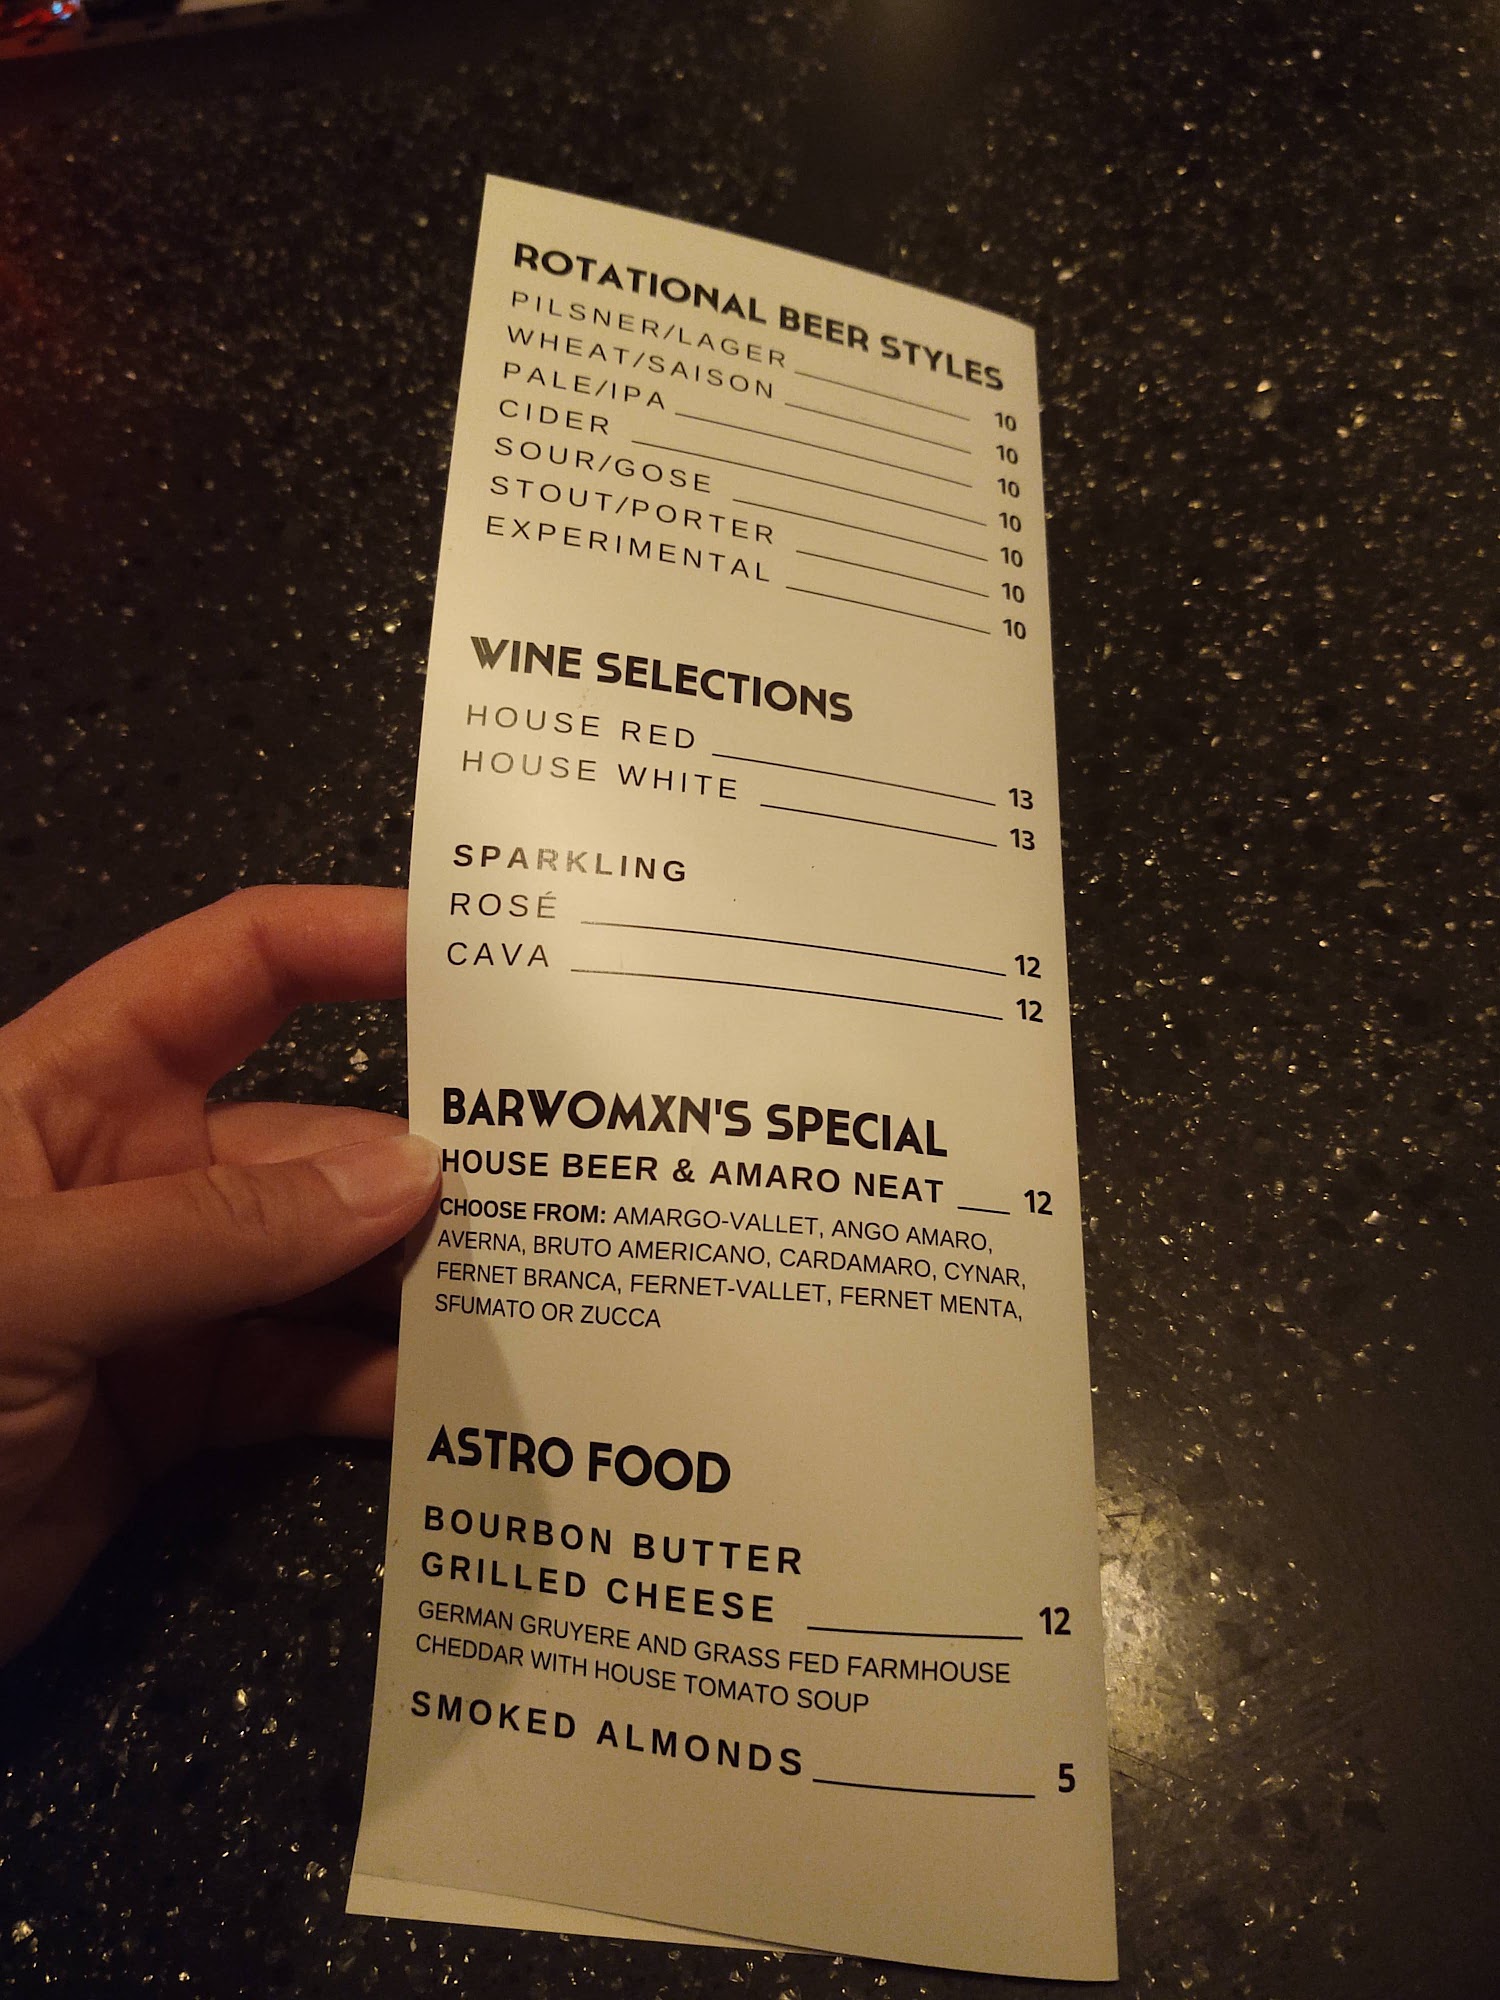 ROTATIONAL BEER STYLES
PILSNER/LAGER 10
WHEAT/SAISON 10
PALE/IPA 10
CIDER 10
SOUR/GOSE 10
STOUT/PORTER 10
EXPERIMENTAL 10
WINE SELECTIONS
HOUSE RED 13
HOUSE WHITE 13
SPARKLING
ROSÉ 12
CAVA 12
BARWOMXN'S SPECIAL
HOUSE BEER & AMARO NEAT 12
CHOOSE FROM: AMARGO-VALLET, ANGO AMARO,
AVERNA, BRUTO AMERICANO, CARDAMARO, CYNAR,
FERNET BRANCA, FERNET-VALLET, FERNET MENTA,
SFUMATO OR ZUCCA
ASTRO FOOD
BOURBON BUTTER
GRILLED CHEESE 12
GERMAN GRUYERE AND GRASS FED FARMHOUSE
CHEDDAR WITH HOUSE TOMATO SOUP
SMOKED ALMONDS 5